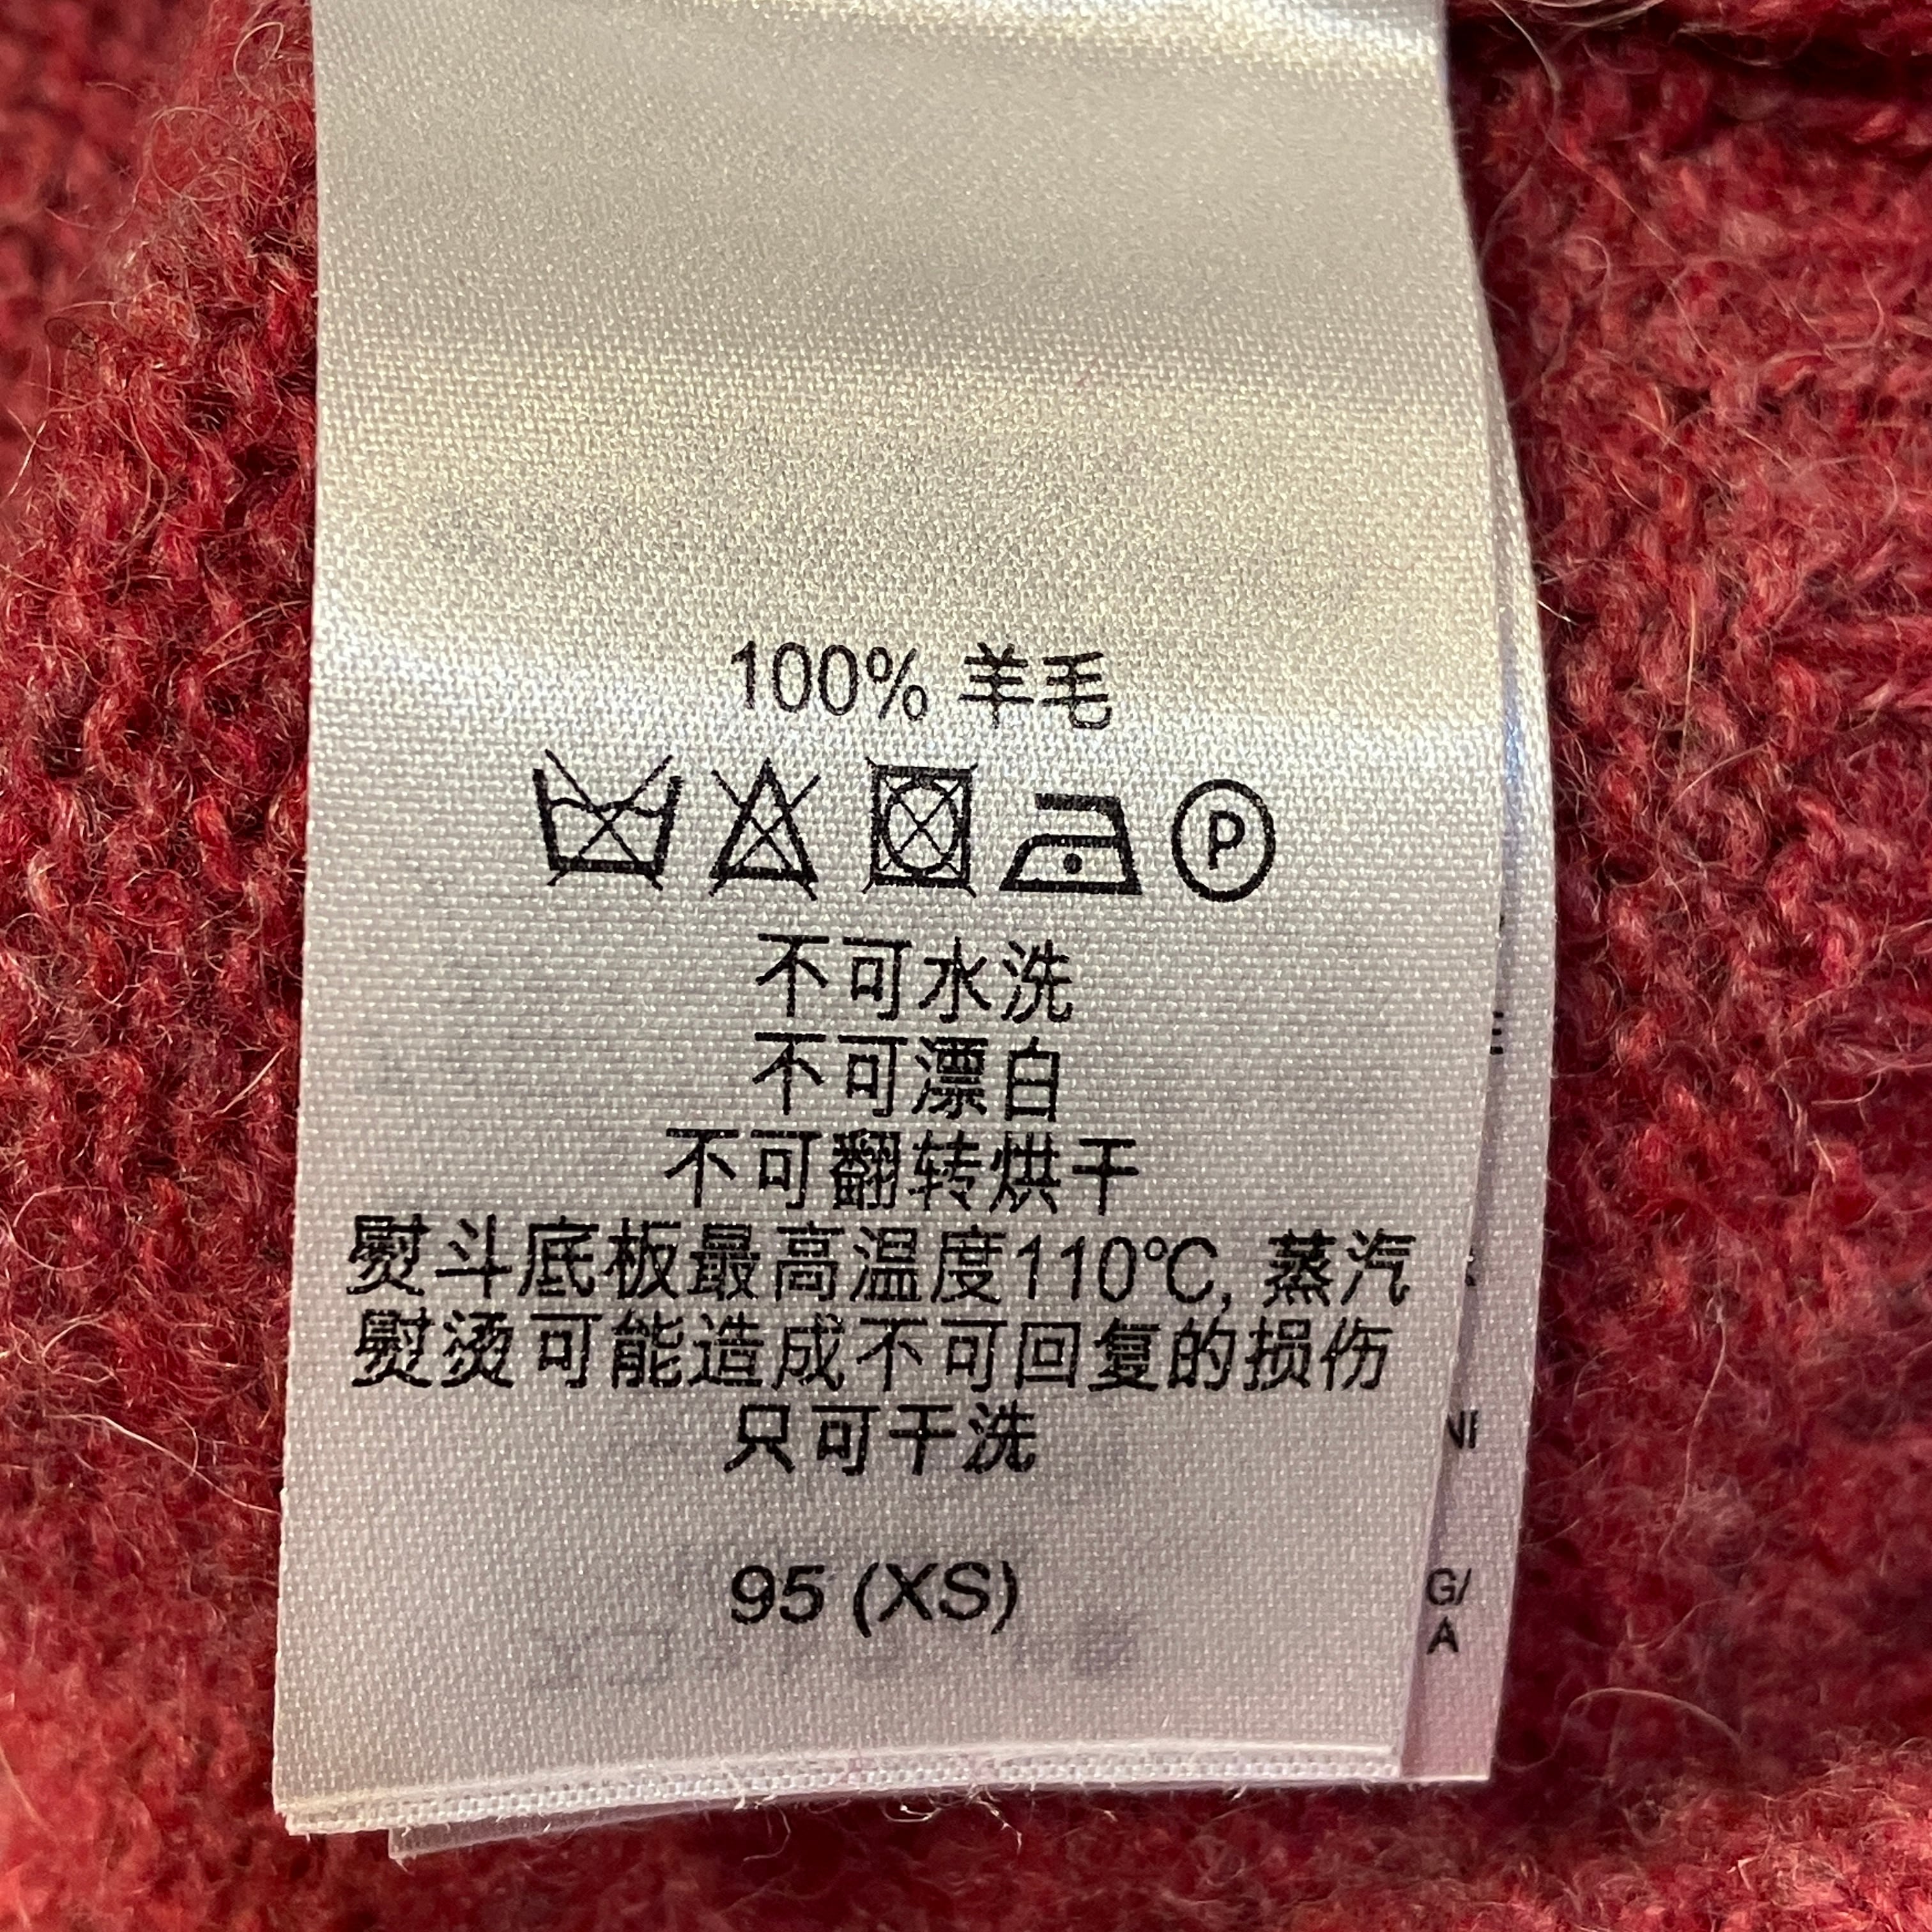 100% 羊毛
P
不可水洗
不可漂白
不可翻转烘干
熨斗底板最高温度110℃, 蒸汽
熨烫可能造成不可回复的损伤
只可干洗
95 (XS)
E
NI
G/
A